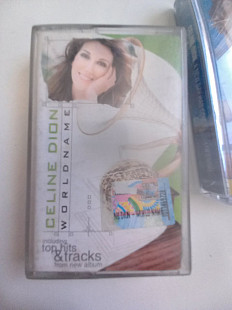 CELINE DION
WORLDNAME
including
top hits
& tracks
from new album